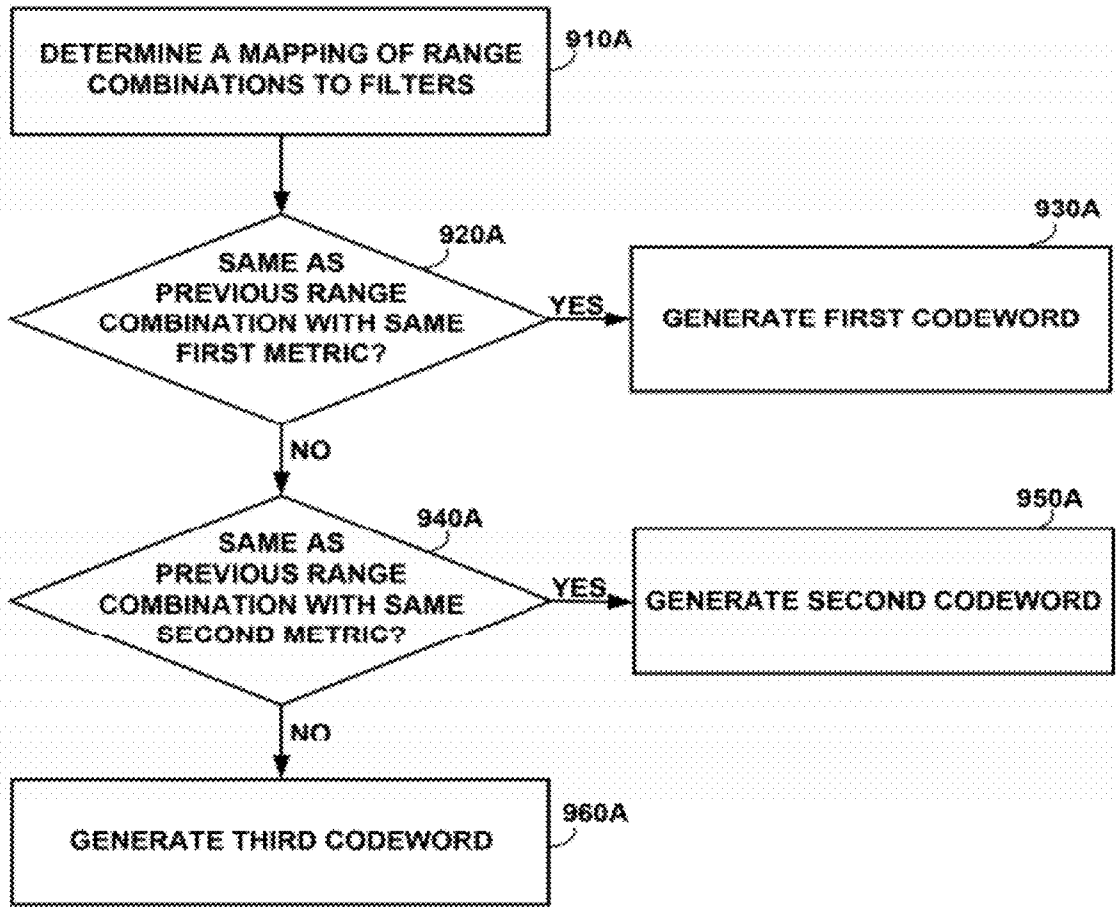 DETERMINE A MAPPING OF RANGE
COMBINATIONS TO FILTERS
910A
SAME AS
PREVIOUS RANGE
COMBINATION WITH SAME
FIRST METRIC?
920A
YES
930A
GENERATE FIRST CODEWORD
NO
SAME AS
PREVIOUS RANGE
COMBINATION WITH SAME
SECOND METRIC?
940A
YES
950A
GENERATE SECOND CODEWORD
NO
GENERATE THIRD CODEWORD
960A